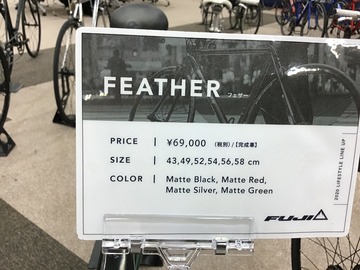 FEATHER フェザー
PRICE | ¥69,000 (税別)/[完成車]
SIZE | 43,49,52,54,56,58 cm
COLOR | Matte Black, Matte Red,
Matte Silver, Matte Green
2020 LIFESTYLE LINE UP
FUJI